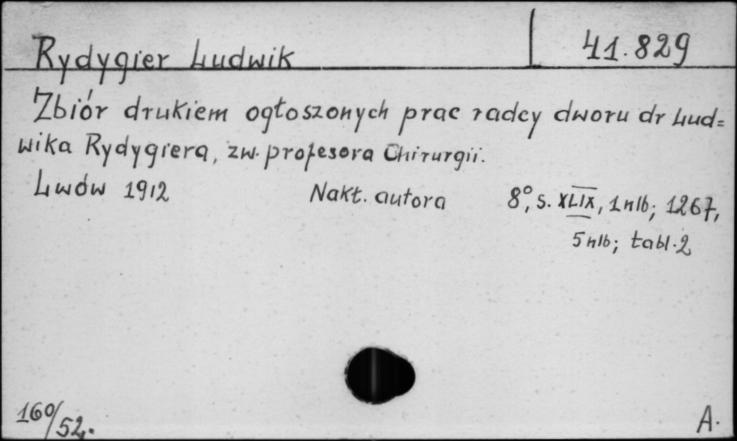 Rydygier Ludwik 41.829
Zbiór drukiem ogłoszonych prac radcy dworu dr Lud=
wika Rydygiera, zw. profesora Chirurgii.
Lwów 1912 Nakł. autora 8°, s. XLIX, 1 nlb; 1267,
5 nlb; tabl. 2
160/52. A.